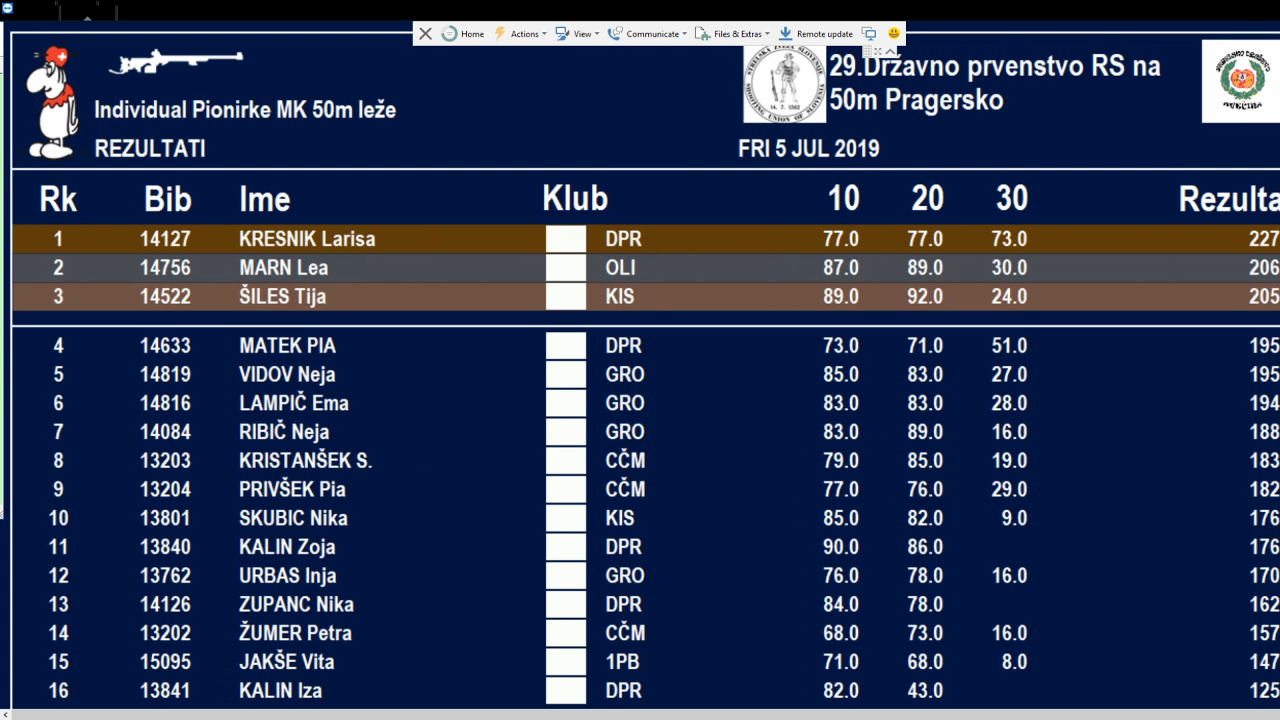 Home Actions View Communicate Files & Extras Remote update
29.Državno prvenstvo RS na
50m Pragersko
STRELSKA ZVEZA SLOVENIJE
14. 7. 1562
SHOOTING UNION OF SLOVENIA
Individual Pionirke MK 50m leže
REZULTATI FRI 5 JUL 2019
Rk Bib Ime Klub 10 20 30 Rezulta
1 14127 KRESNIK Larisa DPR 77.0 77.0 73.0 227
2 14756 MARN Lea OLI 87.0 89.0 30.0 206
3 14522 ŠILES Tija KIS 89.0 92.0 24.0 205
4 14633 MATEK PIA DPR 73.0 71.0 51.0 195
5 14819 VIDOV Neja GRO 85.0 83.0 27.0 195
6 14816 LAMPIČ Ema GRO 83.0 83.0 28.0 194
7 14084 RIBIČ Neja GRO 83.0 89.0 16.0 188
8 13203 KRISTANŠEK S. CČM 79.0 85.0 19.0 183
9 13204 PRIVŠEK Pia CČM 77.0 76.0 29.0 182
10 13801 SKUBIC Nika KIS 85.0 82.0 9.0 176
11 13840 KALIN Zoja DPR 90.0 86.0 176
12 13762 URBAS Inja GRO 76.0 78.0 16.0 170
13 14126 ZUPANC Nika DPR 84.0 78.0 162
14 13202 ŽUMER Petra CČM 68.0 73.0 16.0 157
15 15095 JAKŠE Vita 1PB 71.0 68.0 8.0 147
16 13841 KALIN Iza DPR 82.0 43.0 125